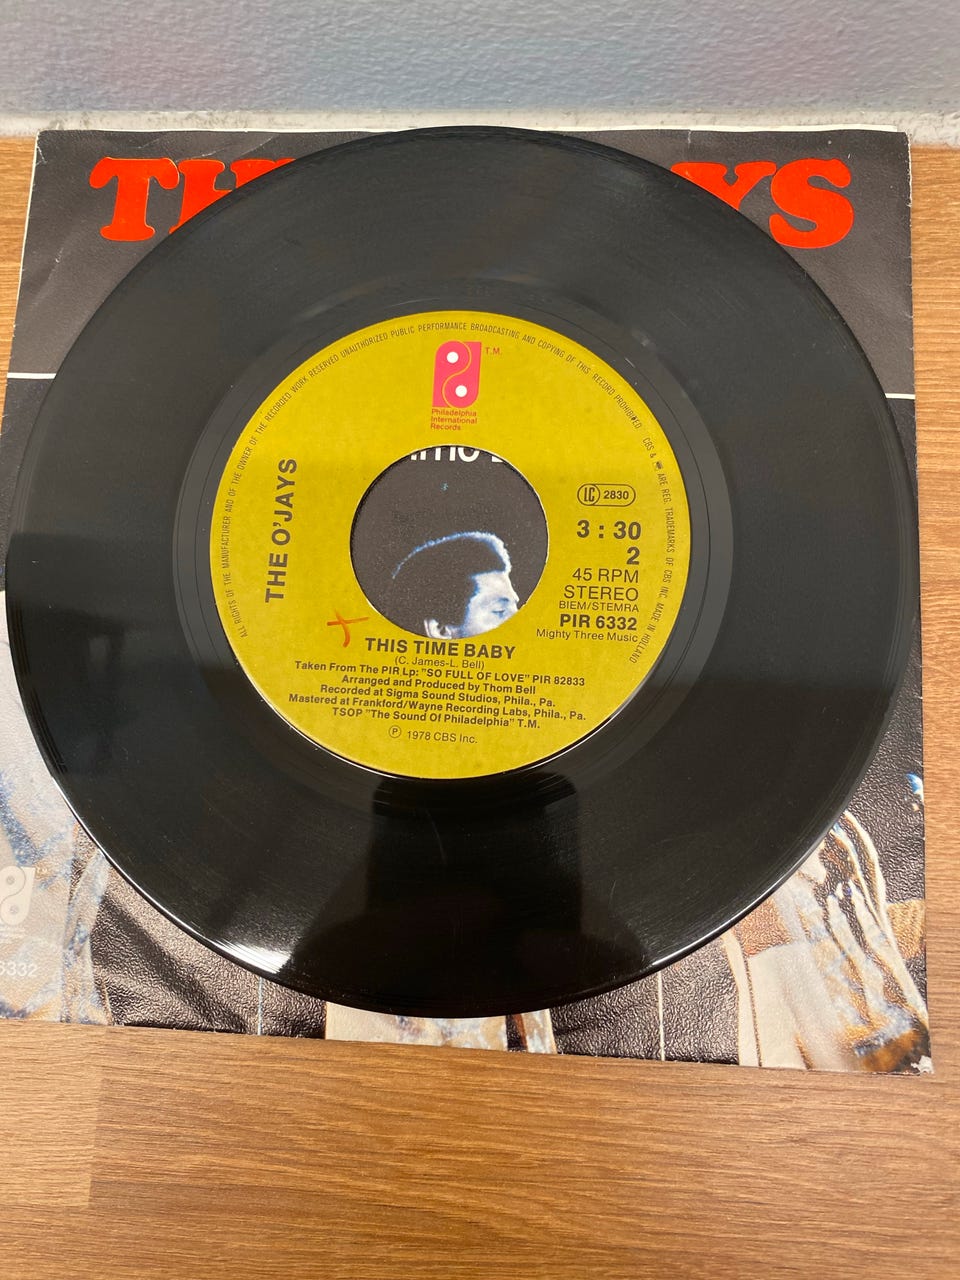 TH YS
ALL RIGHTS OF THE MANUFACTURER AND OF THE OWNER OF THE RECORDED WORK RESERVED UNAUTHORIZED PUBLIC PERFORMANCE BROADCASTING AND COPYING OF THIS RECORD PROHIBITED. CBS & ARE REG. TRADEMARKS OF CBS INC. MADE IN HOLLAND
T.M.
Philadelphia
International
Records
THE O'JAYS
LC 2830
3 : 30
2
45 RPM
STEREO
BIEM/STEMRA
PIR 6332
Mighty Three Music
THIS TIME BABY
(C. James-L. Bell)
Taken From The PIR Lp: "SO FULL OF LOVE" PIR 82833
Arranged and Produced by Thom Bell
Recorded at Sigma Sound Studios, Phila., Pa.
Mastered at Frankford/Wayne Recording Labs, Phila., Pa.
TSOP "The Sound Of Philadelphia" T.M.
℗ 1978 CBS Inc.
6332